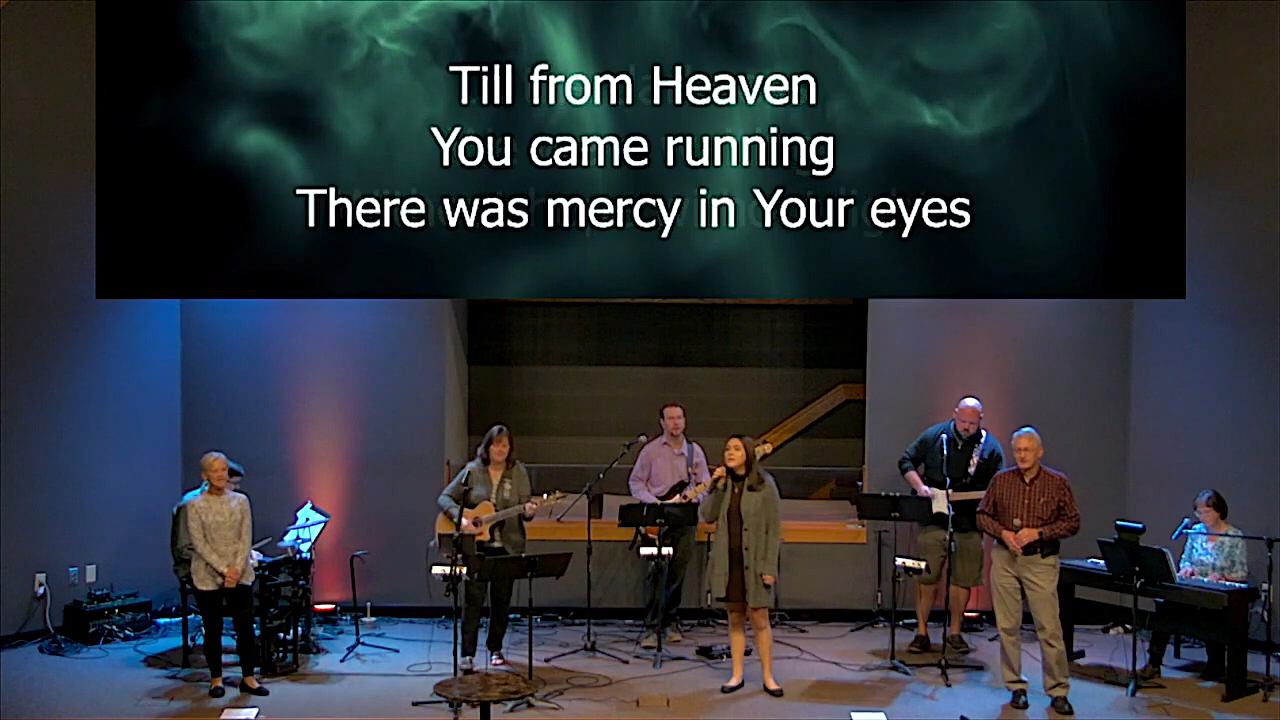 Till from Heaven
You came running
There was mercy in Your eyes